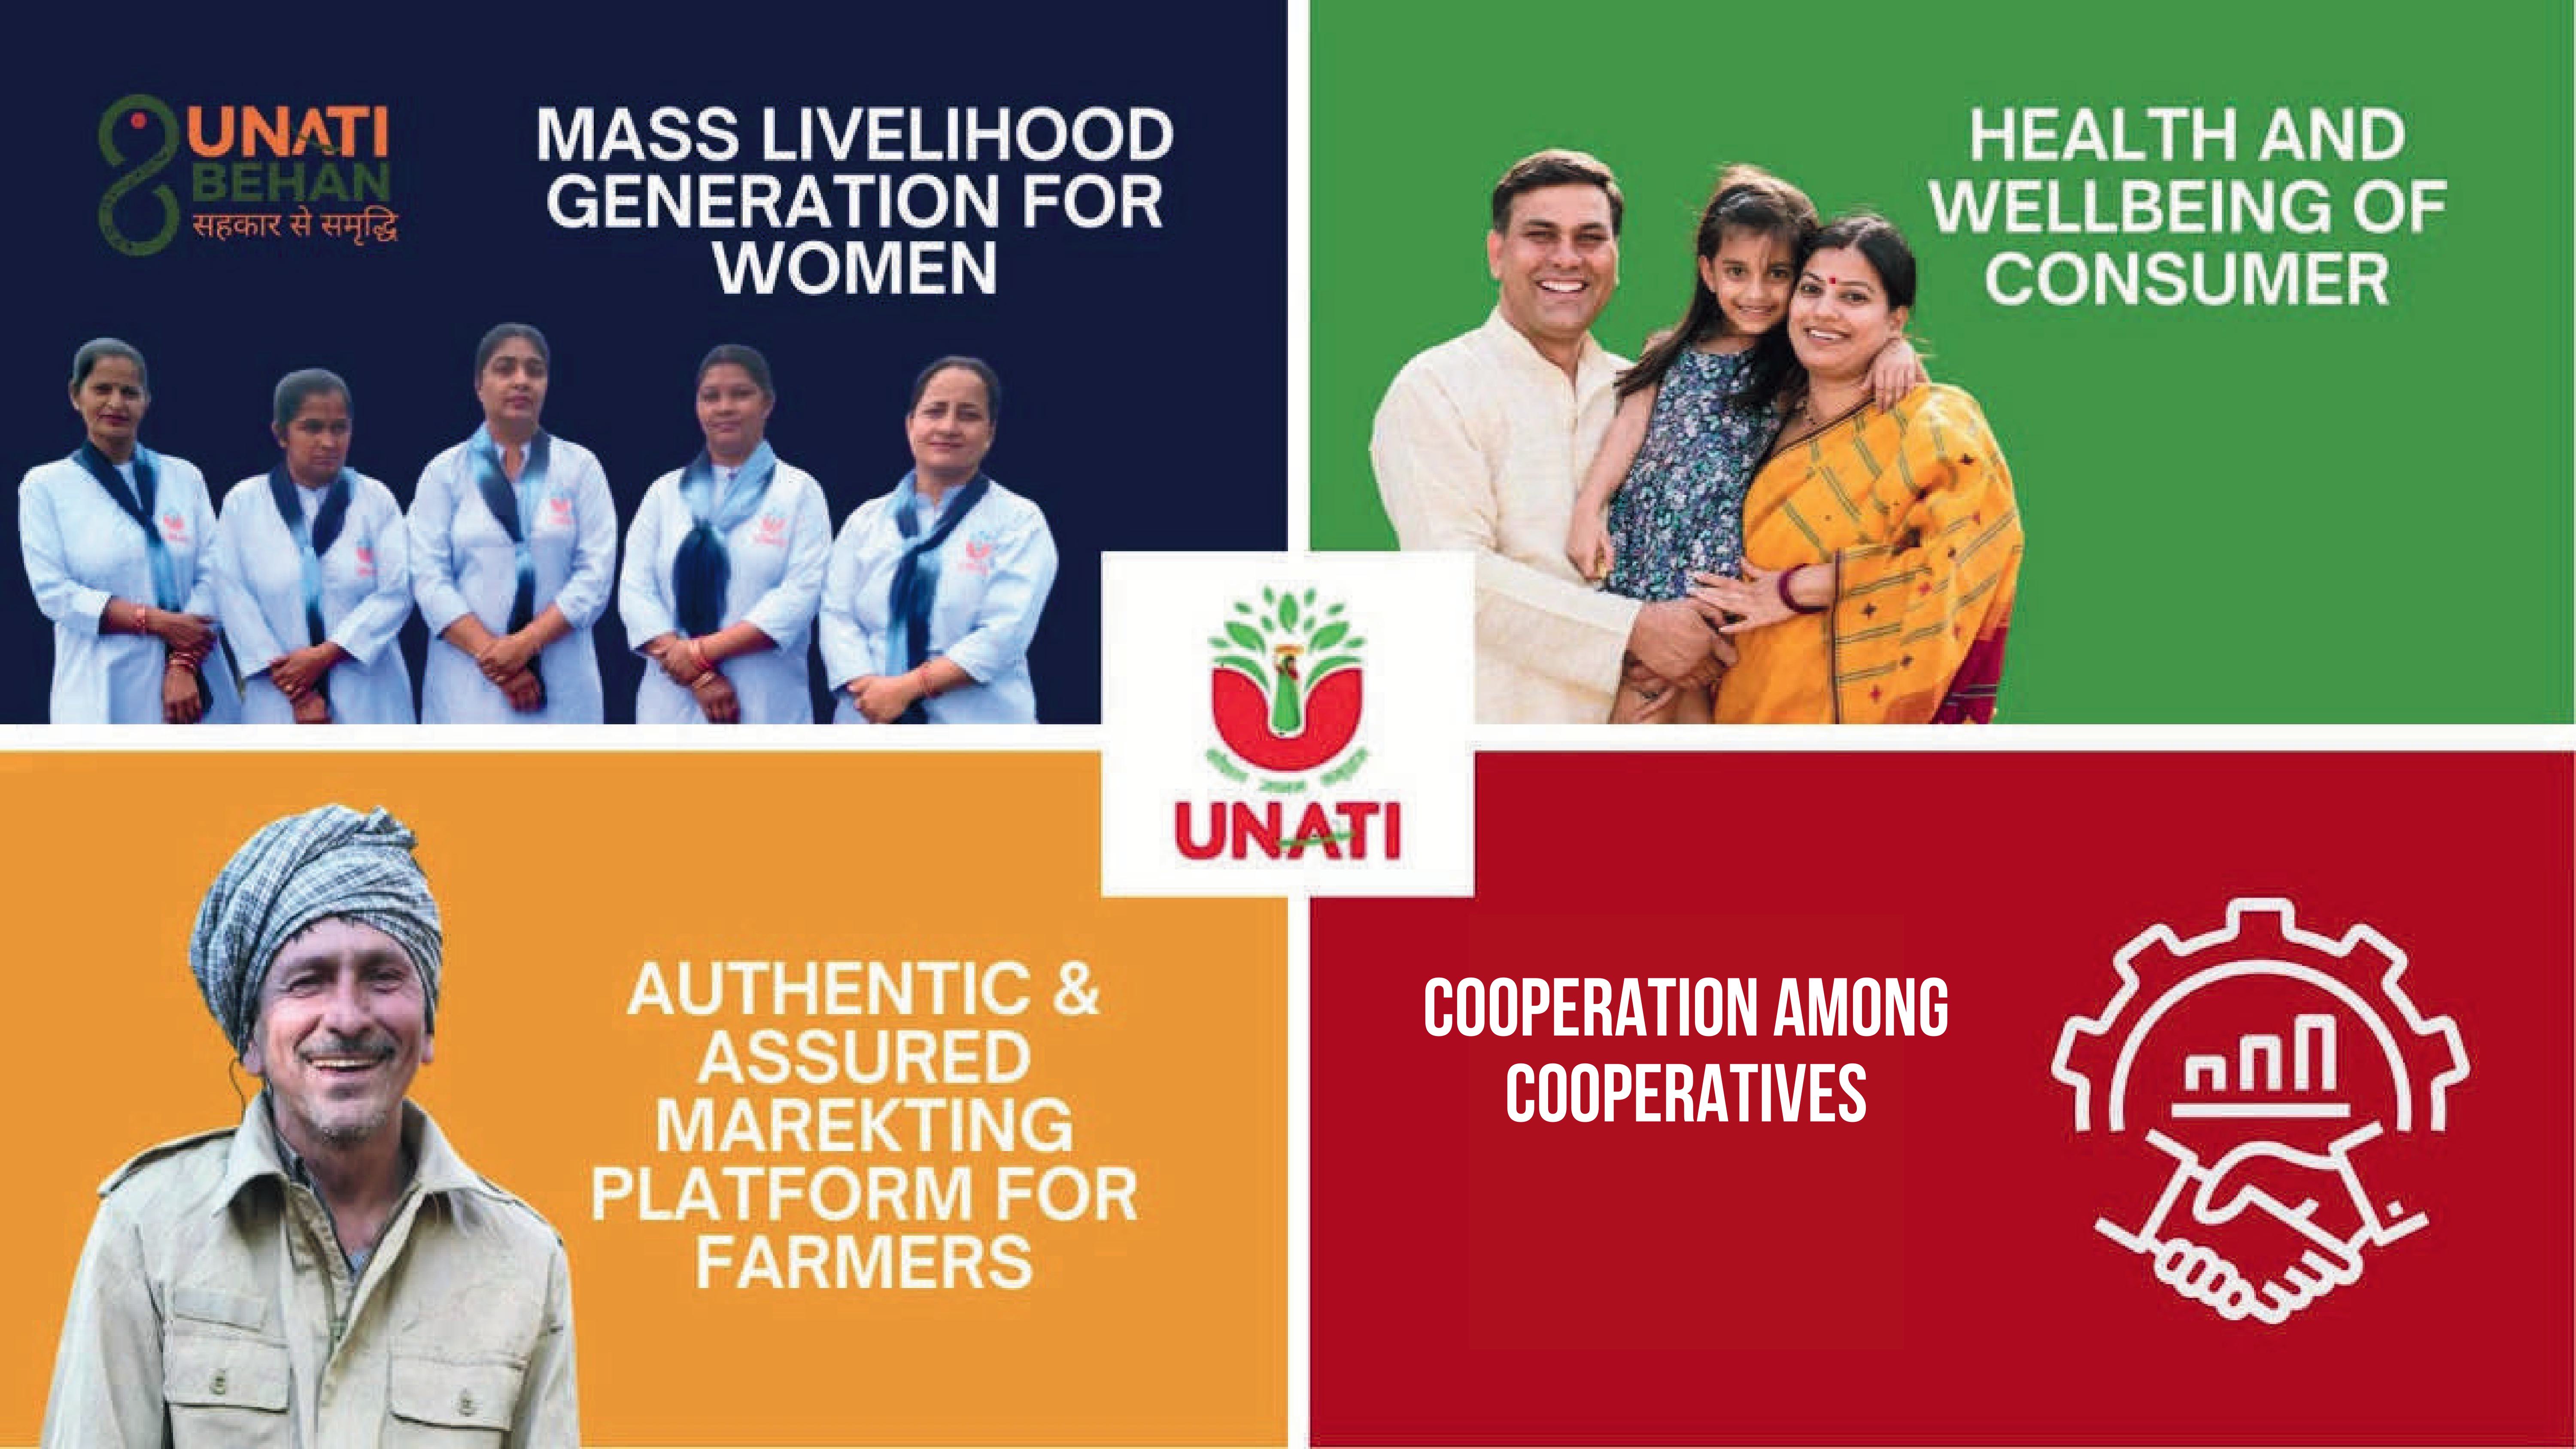 UNATI
BEHAN
सहकार से समृद्धि
MASS LIVELIHOOD
GENERATION FOR
WOMEN
HEALTH AND
WELLBEING OF
CONSUMER
UNATI
AUTHENTIC &
ASSURED
MAREKTING
PLATFORM FOR
FARMERS
COOPERATION AMONG
COOPERATIVES